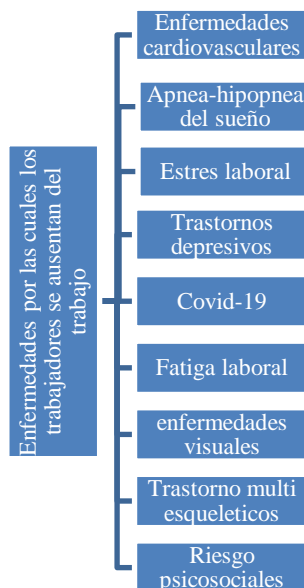 Enfermedades por las cuales los
trabajadores se ausentan del
trabajo
Enfermedades
cardiovasculares
Apnea-hipopnea
del sueño
Estres laboral
Trastornos
depresivos
Covid-19
Fatiga laboral
enfermedades
visuales
Trastorno multi
esqueleticos
Riesgo
psicosociales